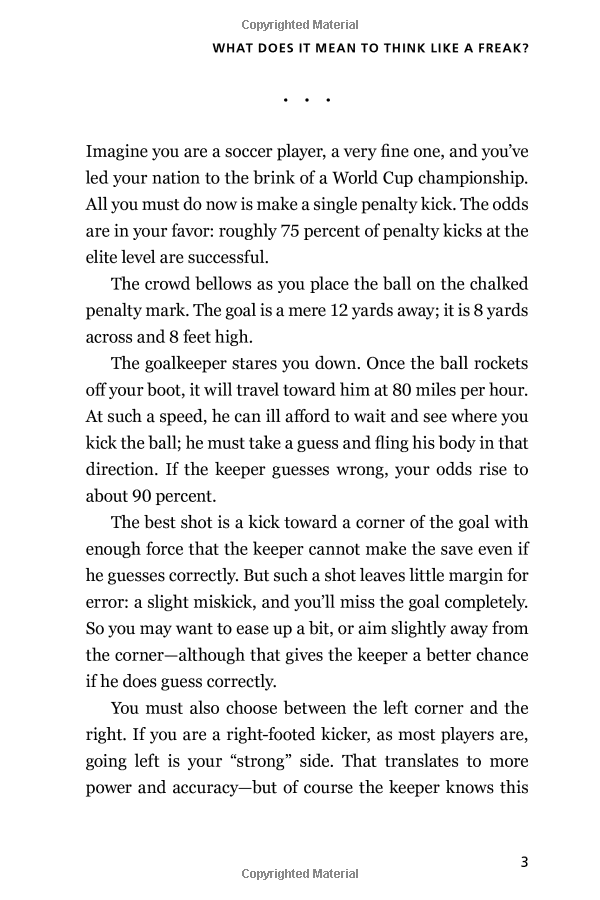 Copyrighted Material
WHAT DOES IT MEAN TO THINK LIKE A FREAK?
. . .
Imagine you are a soccer player, a very fine one, and you’ve
led your nation to the brink of a World Cup championship.
All you must do now is make a single penalty kick. The odds
are in your favor: roughly 75 percent of penalty kicks at the
elite level are successful.
The crowd bellows as you place the ball on the chalked
penalty mark. The goal is a mere 12 yards away; it is 8 yards
across and 8 feet high.
The goalkeeper stares you down. Once the ball rockets
off your boot, it will travel toward him at 80 miles per hour.
At such a speed, he can ill afford to wait and see where you
kick the ball; he must take a guess and fling his body in that
direction. If the keeper guesses wrong, your odds rise to
about 90 percent.
The best shot is a kick toward a corner of the goal with
enough force that the keeper cannot make the save even if
he guesses correctly. But such a shot leaves little margin for
error: a slight miskick, and you’ll miss the goal completely.
So you may want to ease up a bit, or aim slightly away from
the corner—although that gives the keeper a better chance
if he does guess correctly.
You must also choose between the left corner and the
right. If you are a right-footed kicker, as most players are,
going left is your “strong” side. That translates to more
power and accuracy—but of course the keeper knows this
3
Copyrighted Material